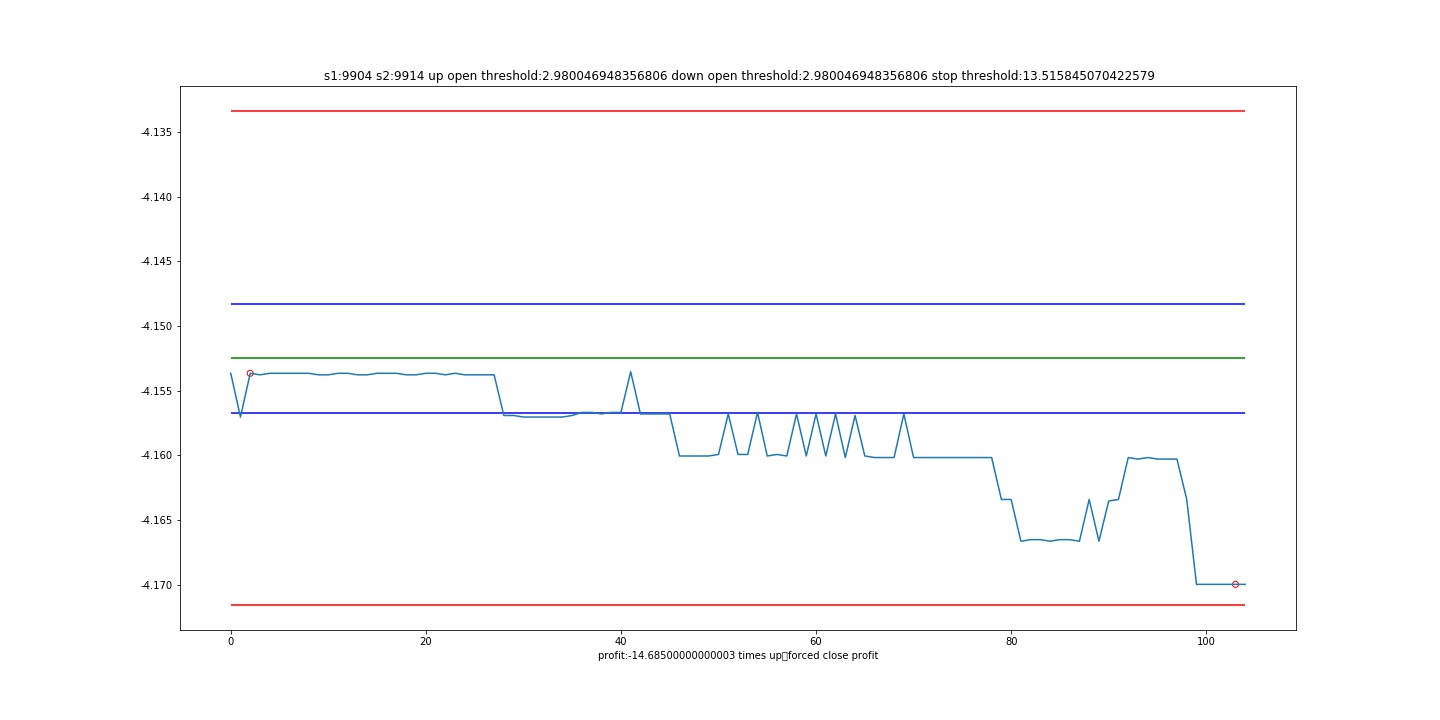 s1:9904 s2:9914 up open threshold:2.980046948356806 down open threshold:2.980046948356806 stop threshold:13.515845070422579
-4.135
-4.140
-4.145
-4.150
-4.155
-4.160
-4.165
-4.170
0 20 40 60 80 100
profit:-14.68500000000003 times up▯forced close profit